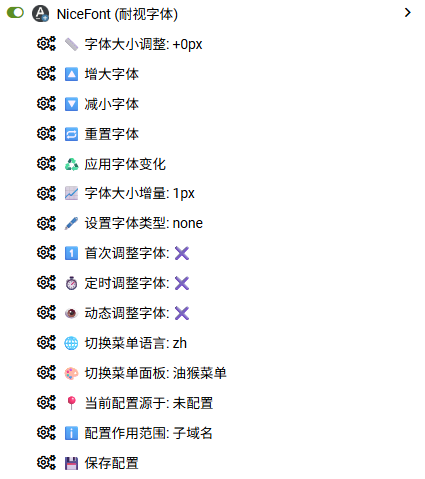 NiceFont (耐视字体)
字体大小调整: +0px
增大字体
减小字体
重置字体
应用字体变化
字体大小增量: 1px
设置字体类型: none
首次调整字体: ❌
定时调整字体: ❌
动态调整字体: ❌
切换菜单语言: zh
切换菜单面板: 油猴菜单
当前配置源于: 未配置
配置作用范围: 子域名
保存配置